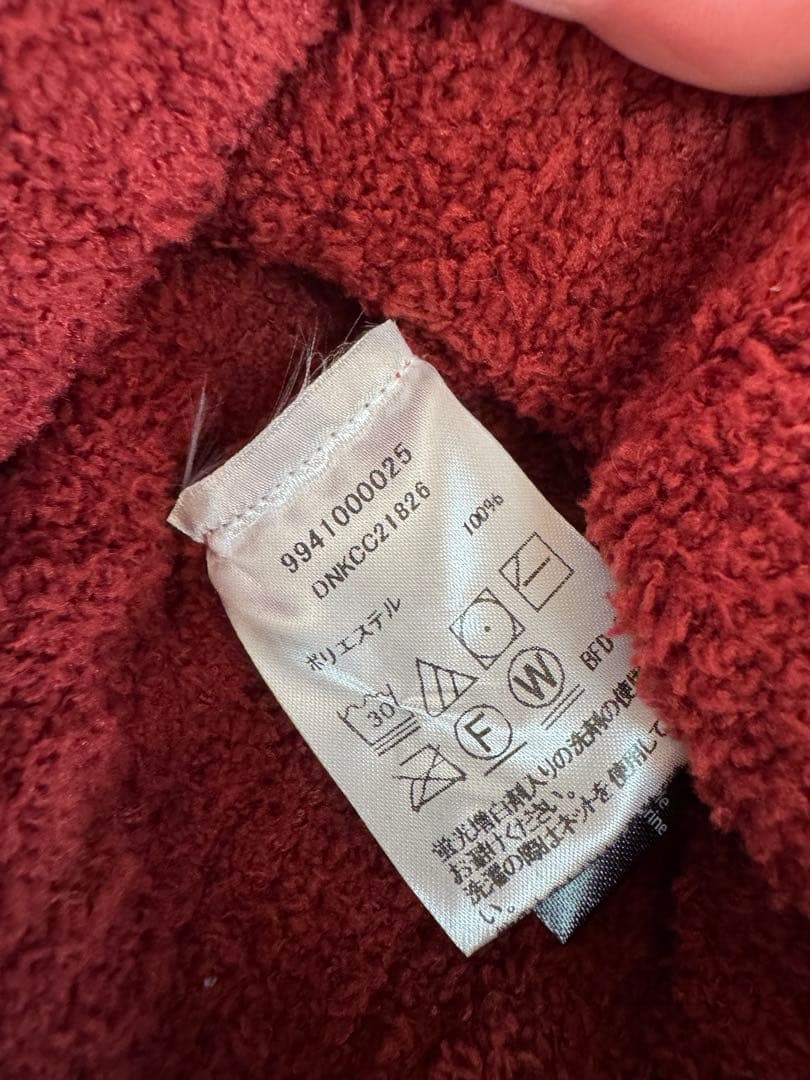 9941000025
DNKCC21826
ポリエステル 100%
30
F W BFD
蛍光増白剤入りの洗剤の使用
お避けください。
洗濯の際はネットを使用して
い。
rine